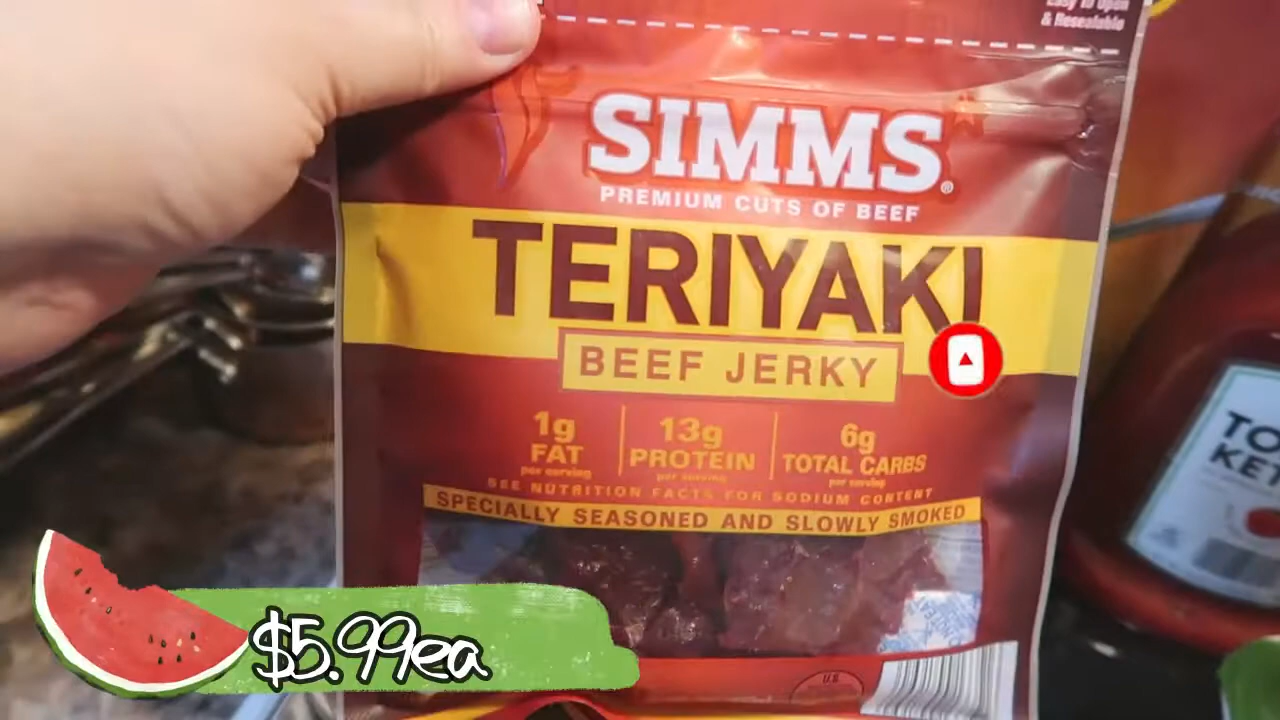 Easy to Open
& Resealable
SIMMS®
PREMIUM CUTS OF BEEF
TERIYAKI
BEEF JERKY
1g
FAT
per serving
13g
PROTEIN
per serving
6g
TOTAL CARBS
per serving
SEE NUTRITION FACTS FOR SODIUM CONTENT
SPECIALLY SEASONED AND SLOWLY SMOKED
U.S.
TO
KET
$5.99ea